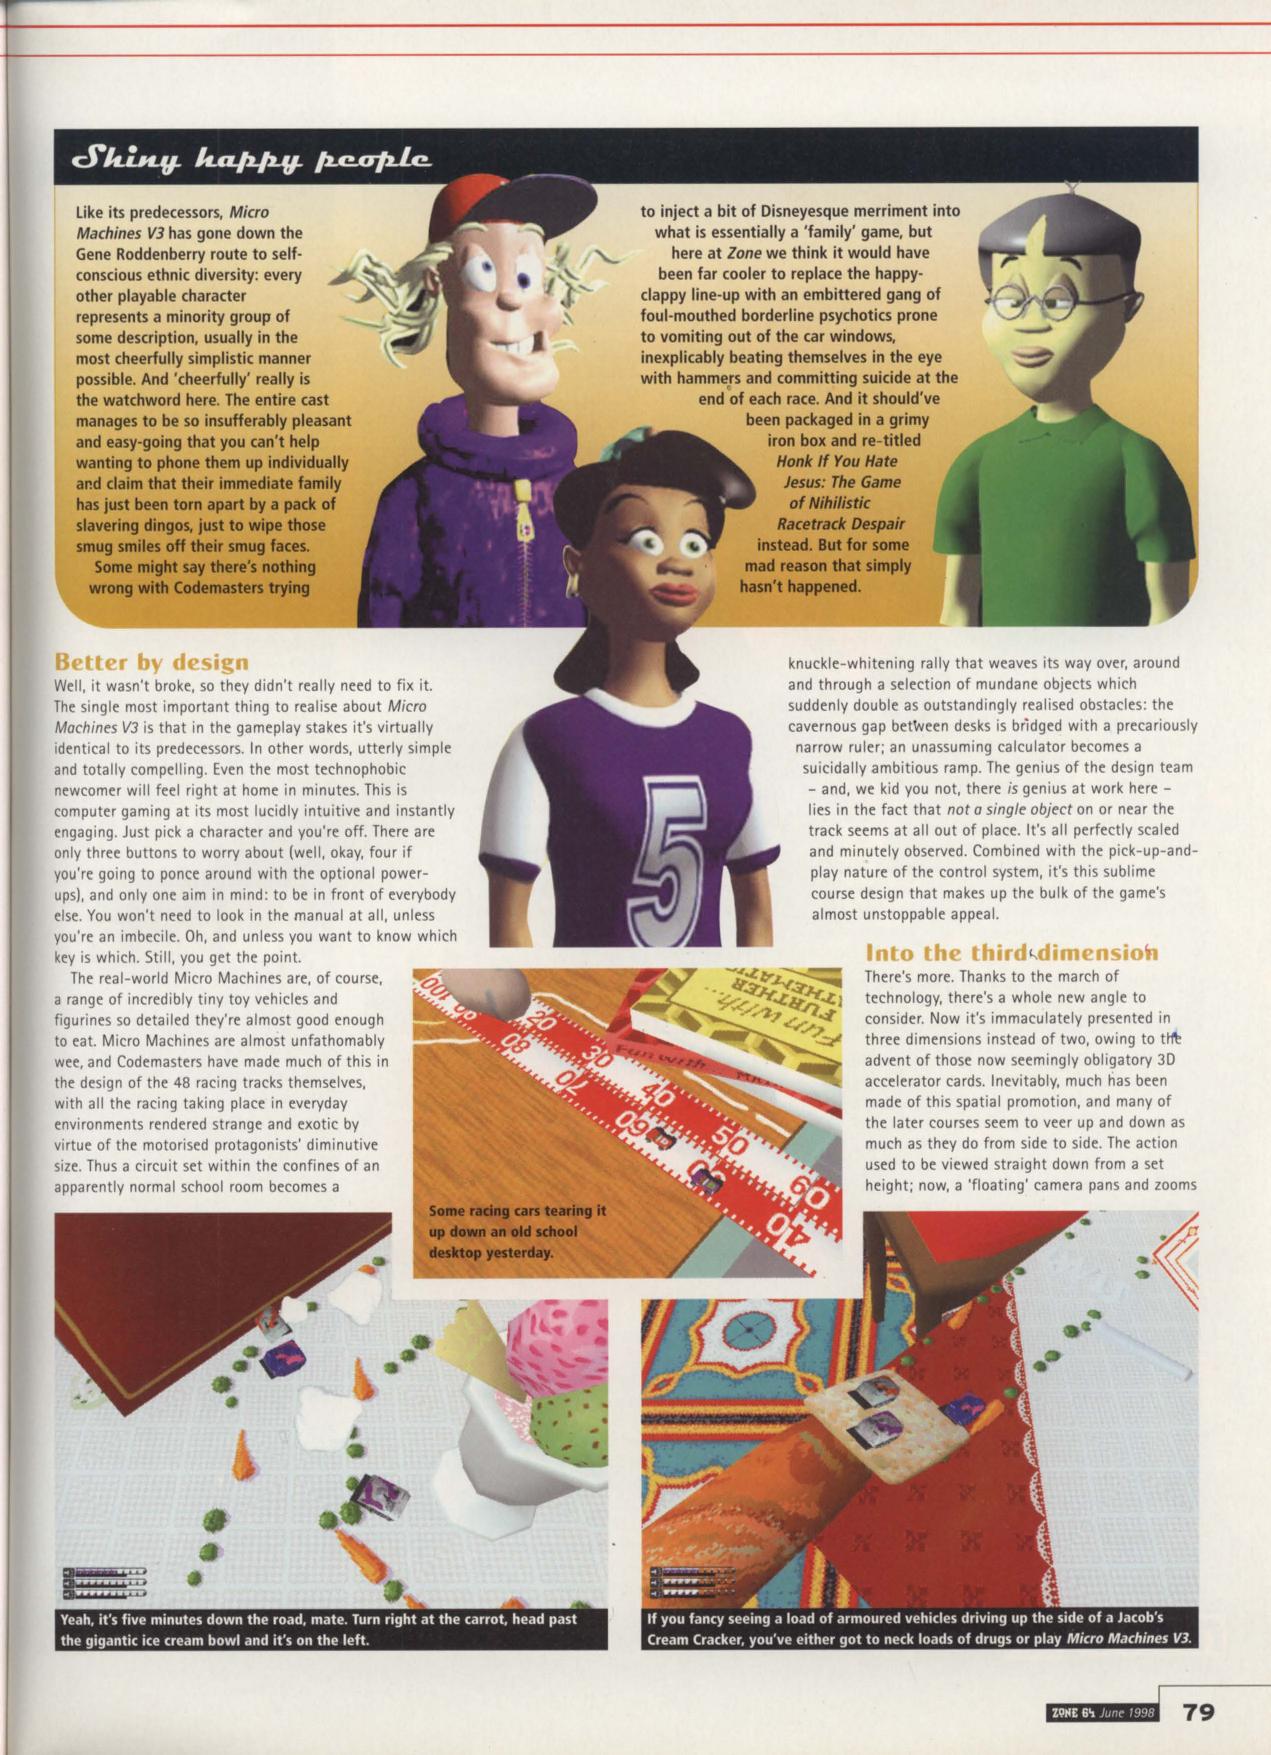 Shiny happy people
Like its predecessors, Micro
Machines V3 has gone down the
Gene Roddenberry route to self-
conscious ethnic diversity: every
other playable character
represents a minority group of
some description, usually in the
most cheerfully simplistic manner
possible. And 'cheerfully' really is
the watchword here. The entire cast
manages to be so insufferably pleasant
and easy-going that you can't help
wanting to phone them up individually
and claim that their immediate family
has just been torn apart by a pack of
slavering dingos, just to wipe those
smug smiles off their smug faces.
Some might say there's nothing
wrong with Codemasters trying
to inject a bit of Disneyesque merriment into
what is essentially a 'family' game, but
here at Zone we think it would have
been far cooler to replace the happy-
clappy line-up with an embittered gang of
foul-mouthed borderline psychotics prone
to vomiting out of the car windows,
inexplicably beating themselves in the eye
with hammers and committing suicide at the
end of each race. And it should've
been packaged in a grimy
iron box and re-titled
Honk If You Hate
Jesus: The Game
of Nihilistic
Racetrack Despair
instead. But for some
mad reason that simply
hasn't happened.
5
Better by design
Well, it wasn't broke, so they didn't really need to fix it.
The single most important thing to realise about Micro
Machines V3 is that in the gameplay stakes it's virtually
identical to its predecessors. In other words, utterly simple
and totally compelling. Even the most technophobic
newcomer will feel right at home in minutes. This is
computer gaming at its most lucidly intuitive and instantly
engaging. Just pick a character and you're off. There are
only three buttons to worry about (well, okay, four if
you're going to ponce around with the optional power-
ups), and only one aim in mind: to be in front of everybody
else. You won't need to look in the manual at all, unless
you're an imbecile. Oh, and unless you want to know which
key is which. Still, you get the point.
The real-world Micro Machines are, of course,
a range of incredibly tiny toy vehicles and
figurines so detailed they're almost good enough
to eat. Micro Machines are almost unfathomably
wee, and Codemasters have made much of this in
the design of the 48 racing tracks themselves,
with all the racing taking place in everyday
environments rendered strange and exotic by
virtue of the motorised protagonists' diminutive
size. Thus a circuit set within the confines of an
apparently normal school room becomes a
knuckle-whitening rally that weaves its way over, around
and through a selection of mundane objects which
suddenly double as outstandingly realised obstacles: the
cavernous gap between desks is bridged with a precariously
narrow ruler; an unassuming calculator becomes a
suicidally ambitious ramp. The genius of the design team
– and, we kid you not, there is genius at work here –
lies in the fact that not a single object on or near the
track seems at all out of place. It's all perfectly scaled
and minutely observed. Combined with the pick-up-and-
play nature of the control system, it's this sublime
course design that makes up the bulk of the game's
almost unstoppable appeal.
Into the third dimension
There's more. Thanks to the march of
technology, there's a whole new angle to
consider. Now it's immaculately presented in
three dimensions instead of two, owing to the
advent of those now seemingly obligatory 3D
accelerator cards. Inevitably, much has been
made of this spatial promotion, and many of
the later courses seem to veer up and down as
much as they do from side to side. The action
used to be viewed straight down from a set
height; now, a 'floating' camera pans and zooms
Fun with...
FURTHER
Fun with
100 90 80 70 60 40
20 30 40 50 60
Some racing cars tearing it
up down an old school
desktop yesterday.
Yeah, it's five minutes down the road, mate. Turn right at the carrot, head past
the gigantic ice cream bowl and it's on the left.
If you fancy seeing a load of armoured vehicles driving up the side of a Jacob's
Cream Cracker, you've either got to neck loads of drugs or play Micro Machines V3.
ZONE 64 June 1998 79